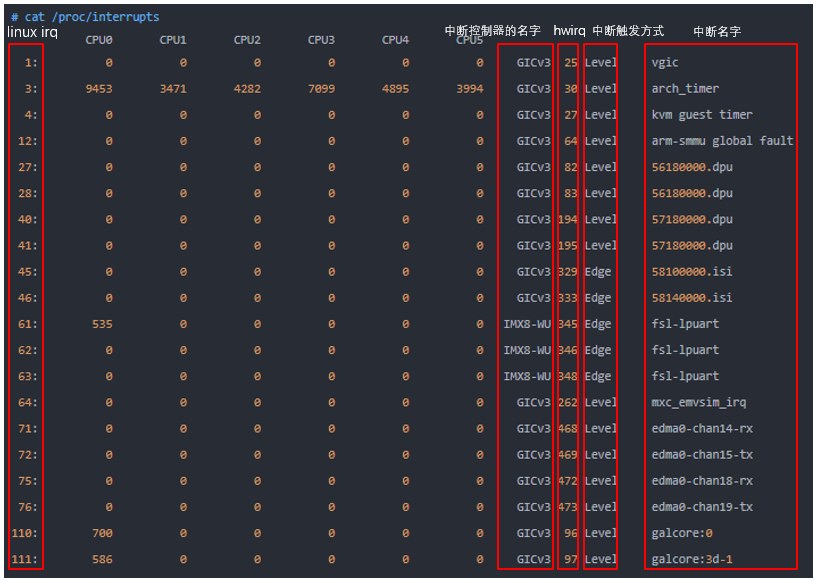 # cat /proc/interrupts
linux irq CPU0 CPU1 CPU2 CPU3 CPU4 CPU5 中断控制器的名字 hwirq 中断触发方式 中断名字
1: 0 0 0 0 0 0 GICv3 25 Level vgic
3: 9453 3471 4282 7099 4895 3994 GICv3 30 Level arch_timer
4: 0 0 0 0 0 0 GICv3 27 Level kvm guest timer
12: 0 0 0 0 0 0 GICv3 64 Level arm-smmu global fault
27: 0 0 0 0 0 0 GICv3 82 Level 56180000.dpu
28: 0 0 0 0 0 0 GICv3 83 Level 56180000.dpu
40: 0 0 0 0 0 0 GICv3 194 Level 57180000.dpu
41: 0 0 0 0 0 0 GICv3 195 Level 57180000.dpu
45: 0 0 0 0 0 0 GICv3 329 Edge 58100000.isi
46: 0 0 0 0 0 0 GICv3 333 Edge 58140000.isi
61: 535 0 0 0 0 0 IMX8-WU 345 Edge fsl-lpuart
62: 0 0 0 0 0 0 IMX8-WU 346 Edge fsl-lpuart
63: 0 0 0 0 0 0 IMX8-WU 348 Edge fsl-lpuart
64: 0 0 0 0 0 0 GICv3 262 Level mxc_emvsim_irq
71: 0 0 0 0 0 0 GICv3 468 Level edma0-chan14-rx
72: 0 0 0 0 0 0 GICv3 469 Level edma0-chan15-tx
75: 0 0 0 0 0 0 GICv3 472 Level edma0-chan18-rx
76: 0 0 0 0 0 0 GICv3 473 Level edma0-chan19-tx
110: 700 0 0 0 0 0 GICv3 96 Level galcore:0
111: 586 0 0 0 0 0 GICv3 97 Level galcore:3d-1